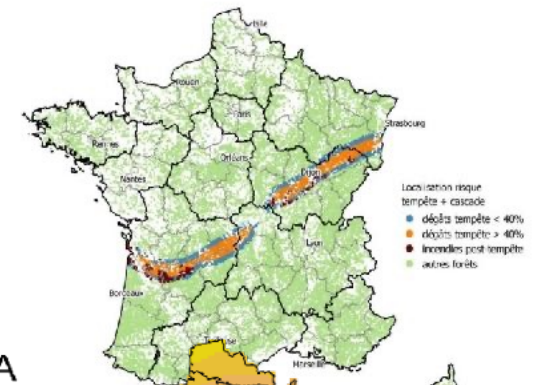 Lille
Rouen
Paris
Strasbourg
Rennes
Orléans
Nantes
Dijon
Localisation risque
tempête + cascade
dégâts tempête < 40%
dégâts tempête > 40%
incendies post-tempête
autres forêts
Lyon
Bordeaux
Marseille
A